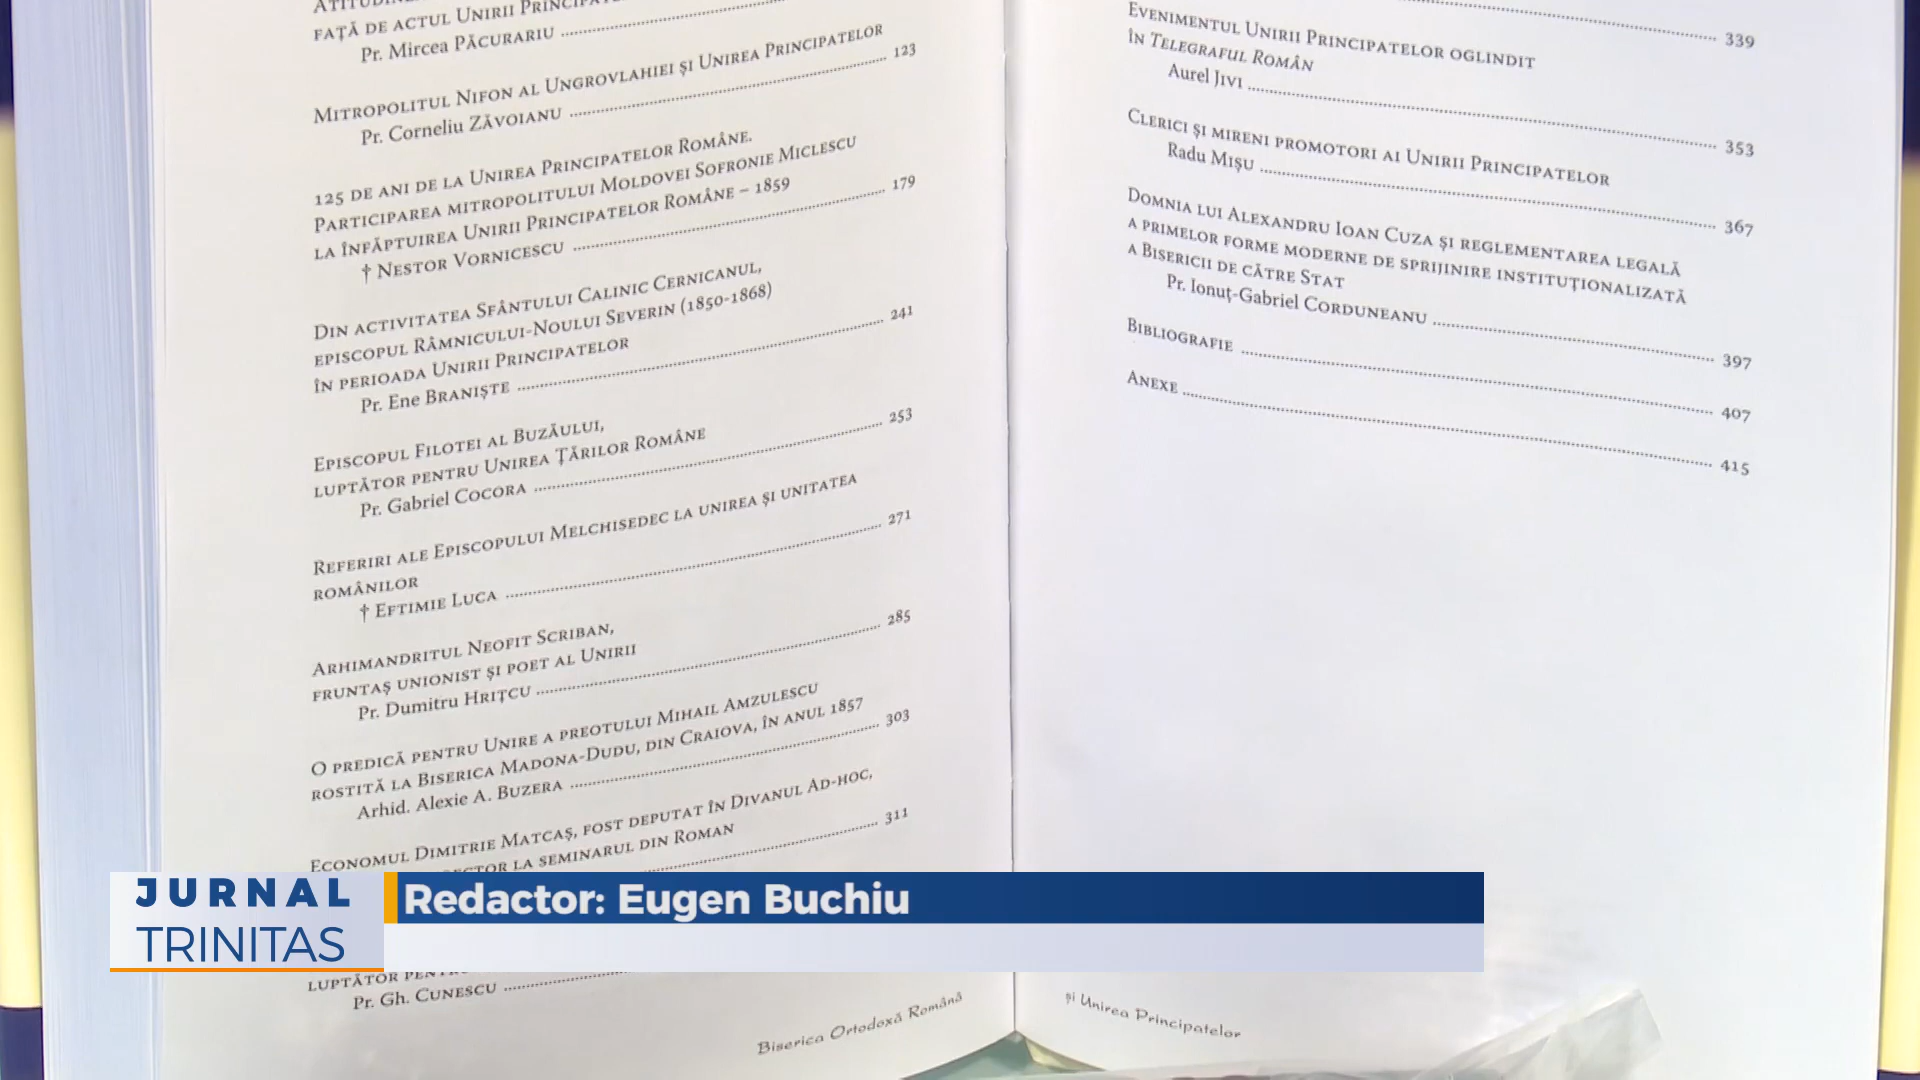 FAȚĂ DE ACTUL UNIRII
Pr. Mircea PĂCURARIU
MITROPOLITUL NIFON AL UNGROVLAHIEI ȘI UNIREA PRINCIPATELOR
Pr. Corneliu ZĂVOIANU ........ 123
125 DE ANI DE LA UNIREA PRINCIPATELOR ROMÂNE.
PARTICIPAREA MITROPOLITULUI MOLDOVEI SOFRONIE MICLESCU
LA ÎNFĂPTUIREA UNIRII PRINCIPATELOR ROMÂNE – 1859
† NESTOR VORNICESCU ........ 179
DIN ACTIVITATEA SFÂNTULUI CALINIC CERNICANUL,
EPISCOPUL RÂMNICULUI-NOULUI SEVERIN (1850-1868)
ÎN PERIOADA UNIRII PRINCIPATELOR
Pr. Ene BRANIȘTE ........ 241
EPISCOPUL FILOTEI AL BUZĂULUI,
LUPTĂTOR PENTRU UNIREA ȚĂRILOR ROMÂNE
Pr. Gabriel COCORA ........ 253
REFERIRI ALE EPISCOPULUI MELCHISEDEC LA UNIREA ȘI UNITATEA
ROMÂNILOR
† EFTIMIE LUCA ........ 271
ARHIMANDRITUL NEOFIT SCRIBAN,
FRUNTAȘ UNIONIST ȘI POET AL UNIRII
Pr. Dumitru HRIȚCU ........ 285
O PREDICĂ PENTRU UNIRE A PREOTULUI MIHAIL AMZULESCU
ROSTITĂ LA BISERICA MADONA-DUDU, DIN CRAIOVA, ÎN ANUL 1857
Arhid. Alexie A. BUZERA ........ 303
ECONOMUL DIMITRIE MATCAȘ, FOST DEPUTAT ÎN DIVANUL AD-HOC,
LA SEMINARUL DIN ROMAN
........ 311
LUPTĂTOR
Pr. Gh. CUNESCU ........
Biserica Ortodoxă Română
........ 339
EVENIMENTUL UNIRII PRINCIPATELOR OGLINDIT
ÎN TELEGRAFUL ROMÂN
Aurel JIVI ........ 353
CLERICI ȘI MIRENI PROMOTORI AI UNIRII PRINCIPATELOR
Radu MIȘU ........ 367
DOMNIA LUI ALEXANDRU IOAN CUZA ȘI REGLEMENTAREA LEGALĂ
A PRIMELOR FORME MODERNE DE SPRIJINIRE INSTITUȚIONALIZATĂ
A BISERICII DE CĂTRE STAT
Pr. Ionuț-Gabriel CORDUNEANU ........ 397
BIBLIOGRAFIE ........ 407
ANEXE ........ 415
și Unirea Principatelor
JURNAL
TRINITAS
Redactor: Eugen Buchiu